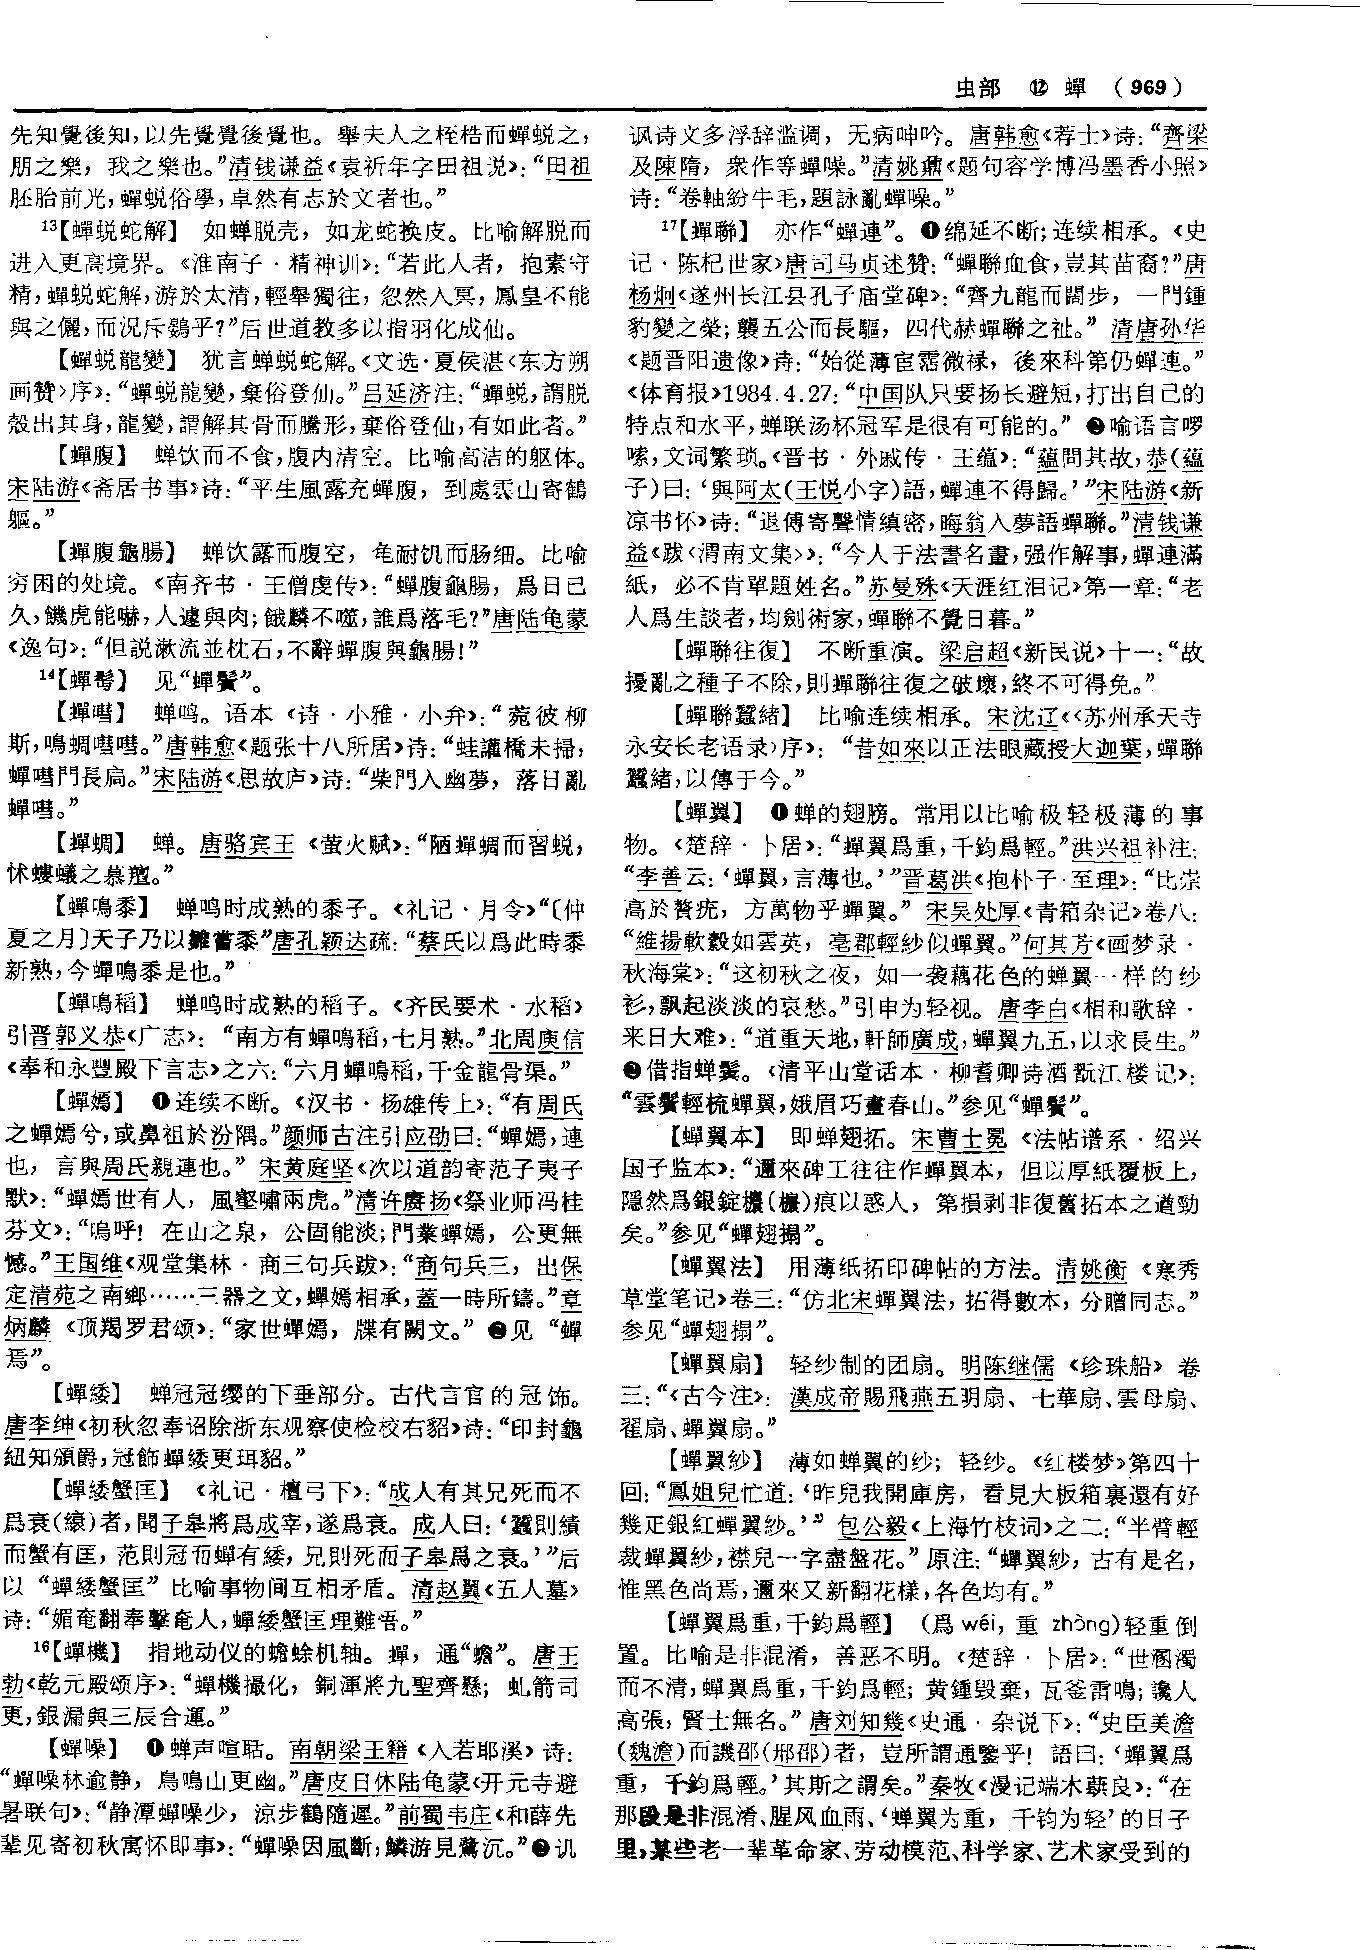 虫部　⑫　蟬　（969）
先知覺後知，以先覺覺後覺也。舉夫人之桎梏而蟬蜕之，
朋之樂，我之樂也。”清钱谦益《袁祈年字田祖说》：“田祖
胚胎前光，蟬蜕俗學，卓然有志於文者也。”
¹³【蟬蜕蛇解】　如蝉脱壳，如龙蛇换皮。比喻解脱而
进入更高境界。《淮南子·精神训》：“若此人者，抱素守
精，蟬蜕蛇解，游於太清，輕舉獨往，忽然入冥，鳳皇不能
與之儷，而况斥鷃乎？”后世道教多以指羽化成仙。
【蟬蜕龍變】　犹言蝉蜕蛇解。《文选·夏侯湛〈东方朔
画赞〉序》：“蟬蜕龍變，棄俗登仙。”吕延济注：“蟬蜕，謂脱
殼出其身，龍變，謂解其骨而騰形，棄俗登仙，有如此者。”
【蟬腹】　蝉饮而不食，腹内清空。比喻高洁的躯体。
宋陆游《斋居书事》诗：“平生風露充蟬腹，到處雲山寄鶴
軀。”
【蟬腹龜腸】　蝉饮露而腹空，龟耐饥而肠细。比喻
穷困的处境。《南齐书·王僧虔传》：“蟬腹龜腸，爲日已
久，饑虎能嚇，人遽與肉；餓麟不噬，誰爲落毛？”唐陆龟蒙
《逸句》：“但説漱流並枕石，不辭蟬腹與龜腸！”
¹⁴【蟬髩】　见“蟬鬢”。
【蟬嘒】　蝉鸣。语本《诗·小雅·小弁》：“菀彼柳
斯，鳴蜩嘒嘒。”唐韩愈《题张十八所居》诗：“蛙讙橋未掃，
蟬嘒門長扃。”宋陆游《思故庐》诗：“柴門入幽夢，落日亂
蟬嘒。”
【蟬蜩】　蝉。唐骆宾王《萤火赋》：“陋蟬蜩而習蜕，
怵螻蟻之慕羶。”
【蟬鳴黍】　蝉鸣时成熟的黍子。《礼记·月令》“〔仲
夏之月〕天子乃以雛嘗黍”唐孔颖达疏：“蔡氏以爲此時黍
新熟，今蟬鳴黍是也。”
【蟬鳴稻】　蝉鸣时成熟的稻子。《齐民要术·水稻》
引晋郭义恭《广志》：“南方有蟬鳴稻，七月熟。”北周庾信
《奉和永豐殿下言志》之六：“六月蟬鳴稻，千金龍骨渠。”
【蟬嫣】　❶连续不断。《汉书·扬雄传上》：“有周氏
之蟬嫣兮，或鼻祖於汾隅。”颜师古注引应劭曰：“蟬嫣，連
也，言與周氏親連也。”宋黄庭坚《次以道韵寄范子夷子
默》：“蟬嫣世有人，風壑嘯兩虎。”清许赓扬《祭业师冯桂
芬文》：“嗚呼！在山之泉，公固能淡；門業蟬嫣，公更無
憾。”王国维《观堂集林·商三句兵跋》：“商句兵三，出保
定清苑之南鄉……三器之文，蟬嫣相承，蓋一時所鑄。”章
炳麟《顶羯罗君颂》：“家世蟬嫣，牒有闕文。”❷见“蟬
焉”。
【蟬緌】　蝉冠冠缨的下垂部分。古代言官的冠饰。
唐李绅《初秋忽奉诏除浙东观察使检校右貂》诗：“印封龜
紐知頒爵，冠飾蟬緌更珥貂。”
【蟬緌蟹匡】　《礼记·檀弓下》：“成人有其兄死而不
爲衰（縗）者，聞子皋將爲成宰，遂爲衰。成人曰：‘蠶則績
而蟹有匡，范則冠而蟬有緌，兄則死而子皋爲之衰。’”后
以“蟬緌蟹匡”比喻事物间互相矛盾。清赵翼《五人墓》
诗：“媚奄翻奉擊奄人，蟬緌蟹匡理難悟。”
¹⁶【蟬機】　指地动仪的蟾蜍机轴。蟬，通“蟾”。唐王
勃《乾元殿颂序》：“蟬機撮化，銅渾將九聖齊懸；虬箭司
更，銀漏與三辰合運。”
【蟬噪】　❶蝉声喧聒。南朝梁王籍《入若耶溪》诗：
“蟬噪林逾静，鳥鳴山更幽。”唐皮日休陆龟蒙《开元寺避
暑联句》：“静潭蟬噪少，涼步鶴隨遲。”前蜀韦庄《和薛先
辈见寄初秋寓怀即事》：“蟬噪因風斷，鱗游見鷺沉。”❷讥
讽诗文多浮辞滥调，无病呻吟。唐韩愈《荐士》诗：“齊梁
及陳隋，衆作等蟬噪。”清姚鼐《题句容学博冯墨香小照》
诗：“卷軸紛牛毛，題詠亂蟬噪。”
¹⁷【蟬聯】　亦作“蟬連”。❶绵延不断；连续相承。《史
记·陈杞世家》唐司马贞述赞：“蟬聯血食，豈其苗裔？”唐
杨炯《遂州长江县孔子庙堂碑》：“齊九龍而闊步，一門鍾
豹變之榮；襲五公而長驅，四代赫蟬聯之祉。”清唐孙华
《题晋阳遗像》诗：“始從薄宦霑微禄，後來科第仍蟬連。”
《体育报》1984.4.27：“中国队只要扬长避短，打出自己的
特点和水平，蝉联汤杯冠军是很有可能的。”❷喻语言啰
嗦，文词繁琐。《晋书·外戚传·王蕴》：“蘊問其故，恭（蘊
子）曰：‘與阿太（王悦小字）語，蟬連不得歸。’”宋陆游《新
凉书怀》诗：“退傅寄聲情縝密，晦翁入夢語蟬聯。”清钱谦
益《跋〈渭南文集〉》：“今人于法書名畫，强作解事，蟬連滿
紙，必不肯單題姓名。”苏曼殊《天涯红泪记》第一章：“老
人爲生談者，均劍術家，蟬聯不覺日暮。”
【蟬聯往復】　不断重演。梁启超《新民说》十一：“故
擾亂之種子不除，則蟬聯往復之破壞，終不可得免。”
【蟬聯蠶緒】　比喻连续相承。宋沈辽《〈苏州承天寺
永安长老语录〉序》：“昔如來以正法眼藏授大迦葉，蟬聯
蠶緒，以傳于今。”
【蟬翼】　❶蝉的翅膀。常用以比喻极轻极薄的事
物。《楚辞·卜居》：“蟬翼爲重，千鈞爲輕。”洪兴祖补注：
“李善云：‘蟬翼，言薄也。’”晋葛洪《抱朴子·至理》：“比崇
高於贅疣，方萬物乎蟬翼。”宋吴处厚《青箱杂记》卷八：
“維揚軟縠如雲英，亳郡輕紗似蟬翼。”何其芳《画梦录·
秋海棠》：“这初秋之夜，如一袭藕花色的蝉翼一样的纱
衫，飘起淡淡的哀愁。”引申为轻视。唐李白《相和歌辞·
来日大难》：“道重天地，軒師廣成，蟬翼九五，以求長生。”
❷借指蝉鬓。《清平山堂话本·柳耆卿诗酒翫江楼记》：
“雲鬢輕梳蟬翼，娥眉巧畫春山。”参见“蟬鬢”。
【蟬翼本】　即蝉翅拓。宋曹士冕《法帖谱系·绍兴
国子监本》：“邇來碑工往往作蟬翼本，但以厚紙覆板上，
隱然爲銀錠櫼（櫼）痕以惑人，第損剥非復舊拓本之遒勁
矣。”参见“蟬翅搨”。
【蟬翼法】　用薄纸拓印碑帖的方法。清姚衡《寒秀
草堂笔记》卷三：“仿北宋蟬翼法，拓得數本，分贈同志。”
参见“蟬翅搨”。
【蟬翼扇】　轻纱制的团扇。明陈继儒《珍珠船》卷
三：“《古今注》：漢成帝賜飛燕五明扇、七華扇、雲母扇、
翟扇、蟬翼扇。”
【蟬翼紗】　薄如蝉翼的纱；轻纱。《红楼梦》第四十
回：“鳳姐兒忙道：‘昨兒我開庫房，看見大板箱裏還有好
幾疋銀紅蟬翼紗。’”包公毅《上海竹枝词》之二：“半臂輕
裁蟬翼紗，襟兒一字盡盤花。”原注：“蟬翼紗，古有是名，
惟黑色尚焉，邇來又新翻花樣，各色均有。”
【蟬翼爲重，千鈞爲輕】　（爲 wéi，重 zhòng）轻重倒
置。比喻是非混淆，善恶不明。《楚辞·卜居》：“世溷濁
而不清，蟬翼爲重，千鈞爲輕；黄鍾毁棄，瓦釜雷鳴；讒人
高張，賢士無名。”唐刘知幾《史通·杂说下》：“史臣美澹
（魏澹）而譏邵（邢邵）者，豈所謂通鑒乎！語曰：‘蟬翼爲
重，千鈞爲輕。’其斯之謂矣。”秦牧《漫记端木蕻良》：“在
那段是非混淆、腥风血雨、‘蝉翼为重，千钧为轻’的日子
里，某些老一辈革命家、劳动模范、科学家、艺术家受到的